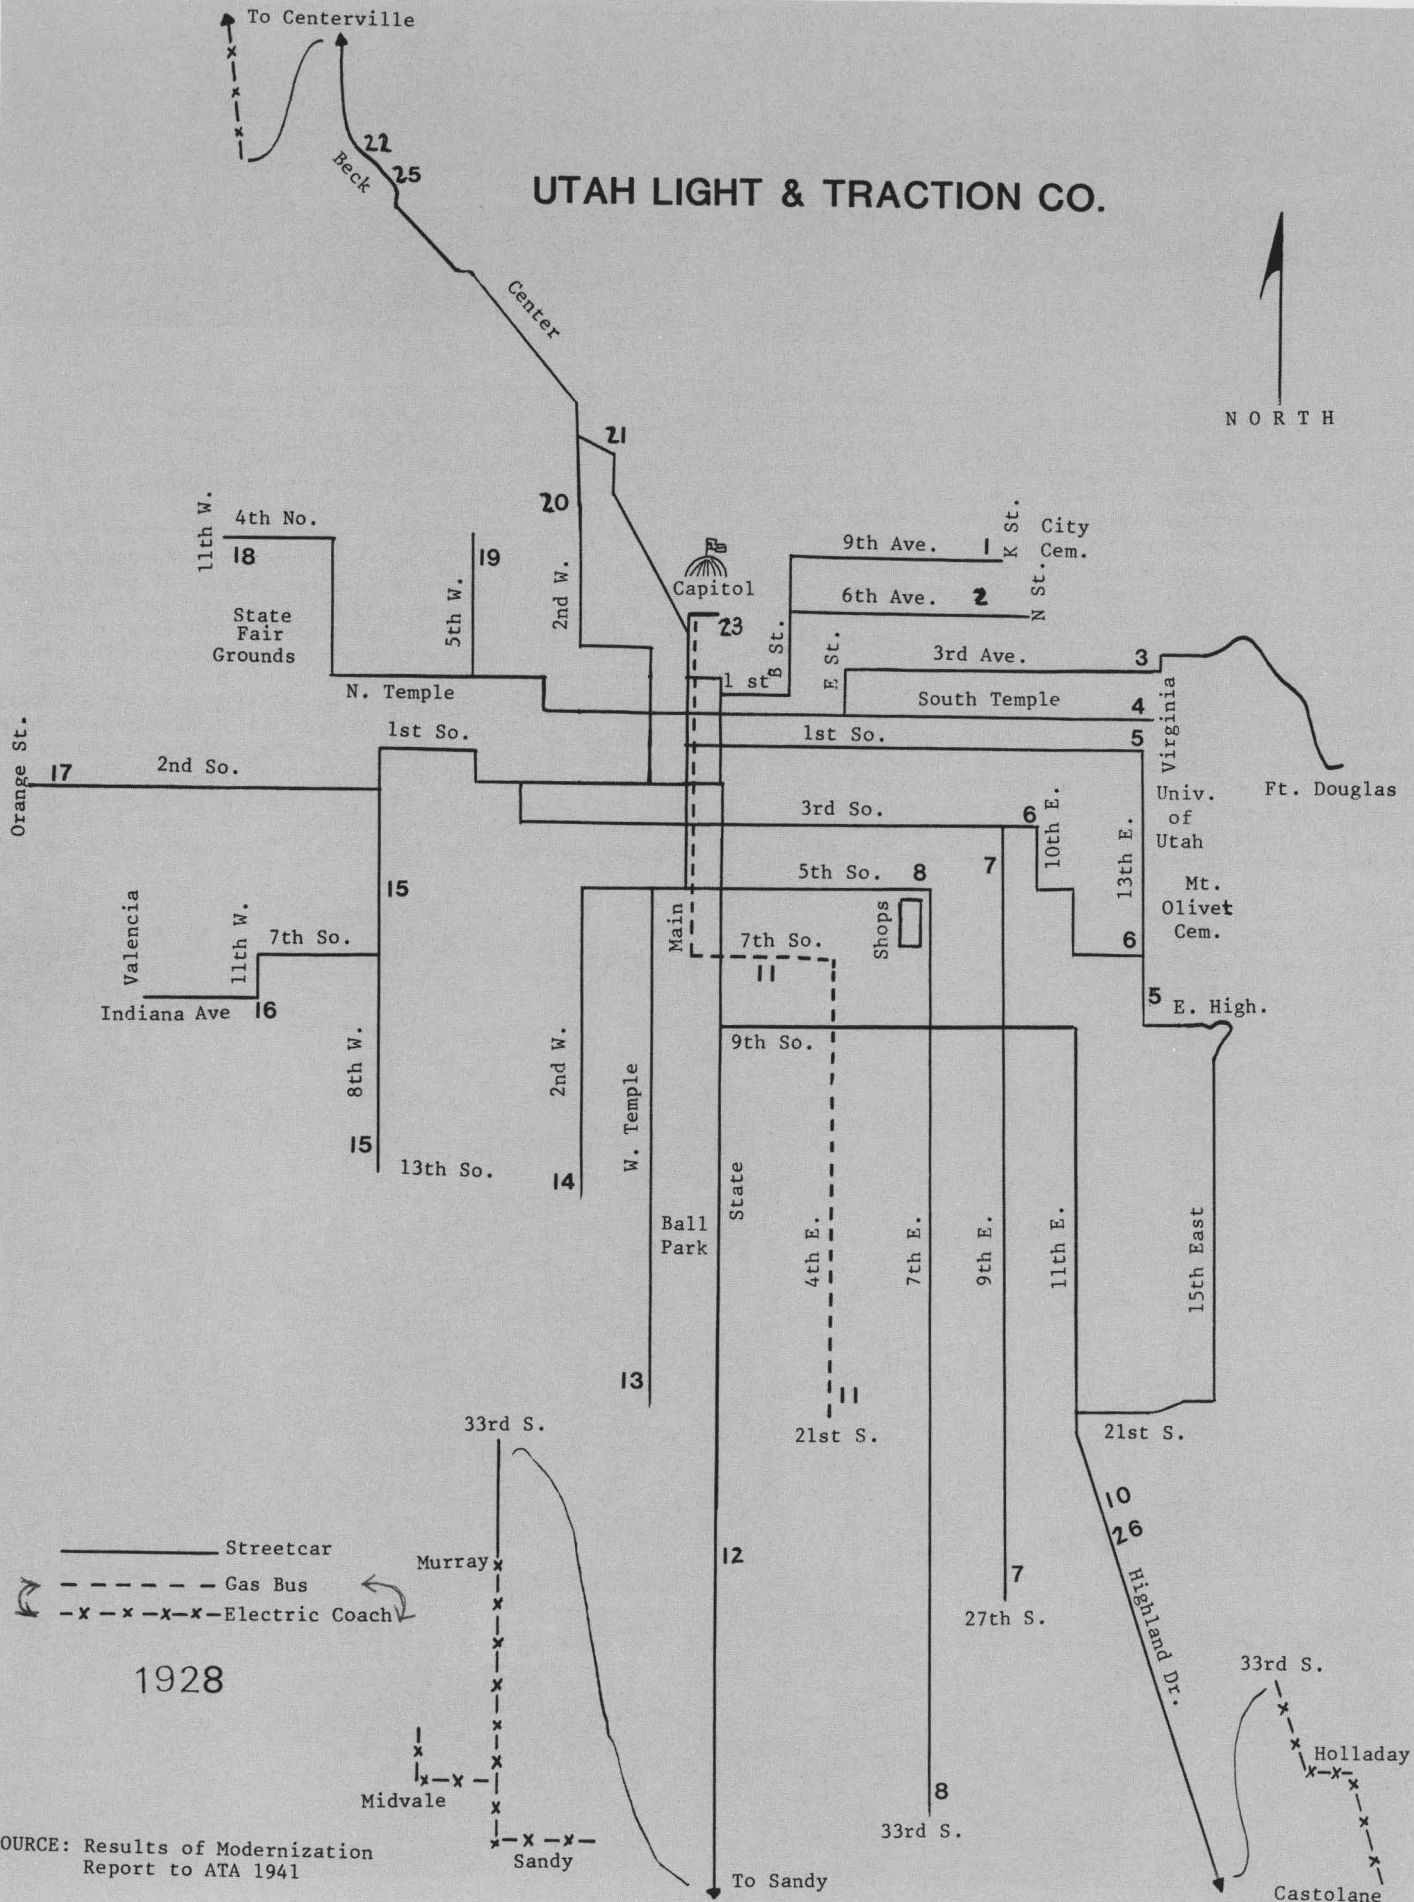 To Centerville
22
25
Beck
UTAH LIGHT & TRACTION CO.
Center
NORTH
21
20
11th W.
4th No.
18
19
State
Fair
Grounds
5th W.
2nd W.
Capitol
23
9th Ave.
1
K St.
City
Cem.
6th Ave.
2
N St.
B St.
E St.
1 st
3rd Ave.
3
N. Temple
South Temple
4
Virginia
Orange St.
17
2nd So.
1st So.
1st So.
5
Ft. Douglas
Univ.
of
Utah
3rd So.
6
10th E.
13th E.
7
15
5th So.
8
Mt.
Olivet
Cem.
Valencia
11th W.
7th So.
Main
7th So.
11
Shops
6
Indiana Ave
16
5
E. High.
8th W.
2nd W.
W. Temple
9th So.
15
13th So.
14
State
Ball
Park
4th E.
7th E.
9th E.
11th E.
15th East
13
11
33rd S.
21st S.
21st S.
10
26
Highland Dr.
Streetcar
Gas Bus
Electric Coach
Murray
12
7
27th S.
1928
33rd S.
Holladay
Midvale
8
33rd S.
OURCE: Results of Modernization
Report to ATA 1941
Sandy
To Sandy
Castolane